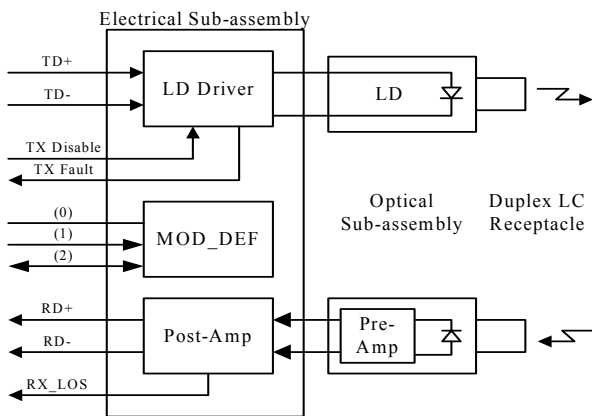 Electrical Sub-assembly
TD+
TD-
LD Driver
LD
TX Disable
TX Fault
(0)
(1)
(2)
MOD_DEF
Optical
Sub-assembly
Duplex LC
Receptacle
RD+
RD-
Post-Amp
Pre-
Amp
RX_LOS